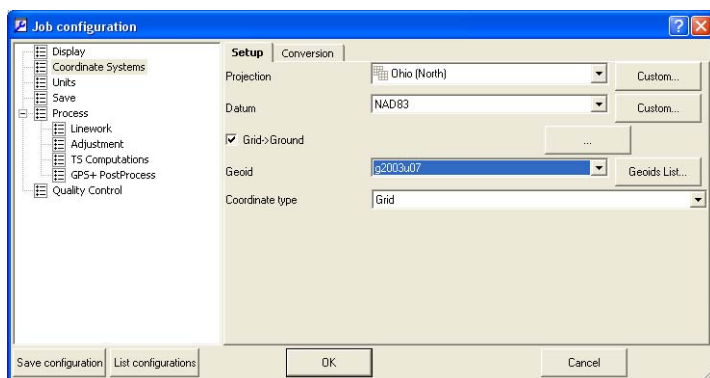 Job configuration
Display
Coordinate Systems
Units
Save
Process
Linework
Adjustment
TS Computations
GPS+ PostProcess
Quality Control
Setup Conversion
Projection Ohio (North) Custom...
Datum NAD83 Custom...
Grid->Ground ...
Geoid g2003u07 Geoids List...
Coordinate type Grid
Save configuration List configurations OK Cancel